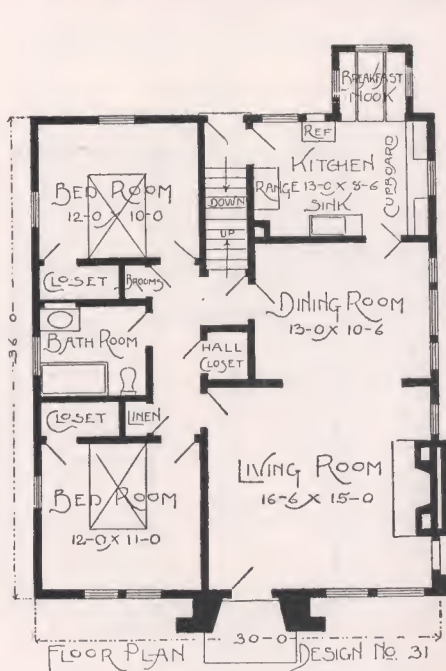 BREAKFAST
NOOK
REF
KITCHEN
RANGE 13-0 X 8-6
SINK
CUPBOARD
BED ROOM
12-0 X 10-0
DOWN
UP
CLOSET
BROOMS
DINING ROOM
13-0 X 10-6
BATH ROOM
HALL
CLOSET
CLOSET
LINEN
LIVING ROOM
16-6 X 15-0
BED ROOM
12-0 X 11-0
36-0
30-0
FLOOR PLAN
DESIGN No. 31